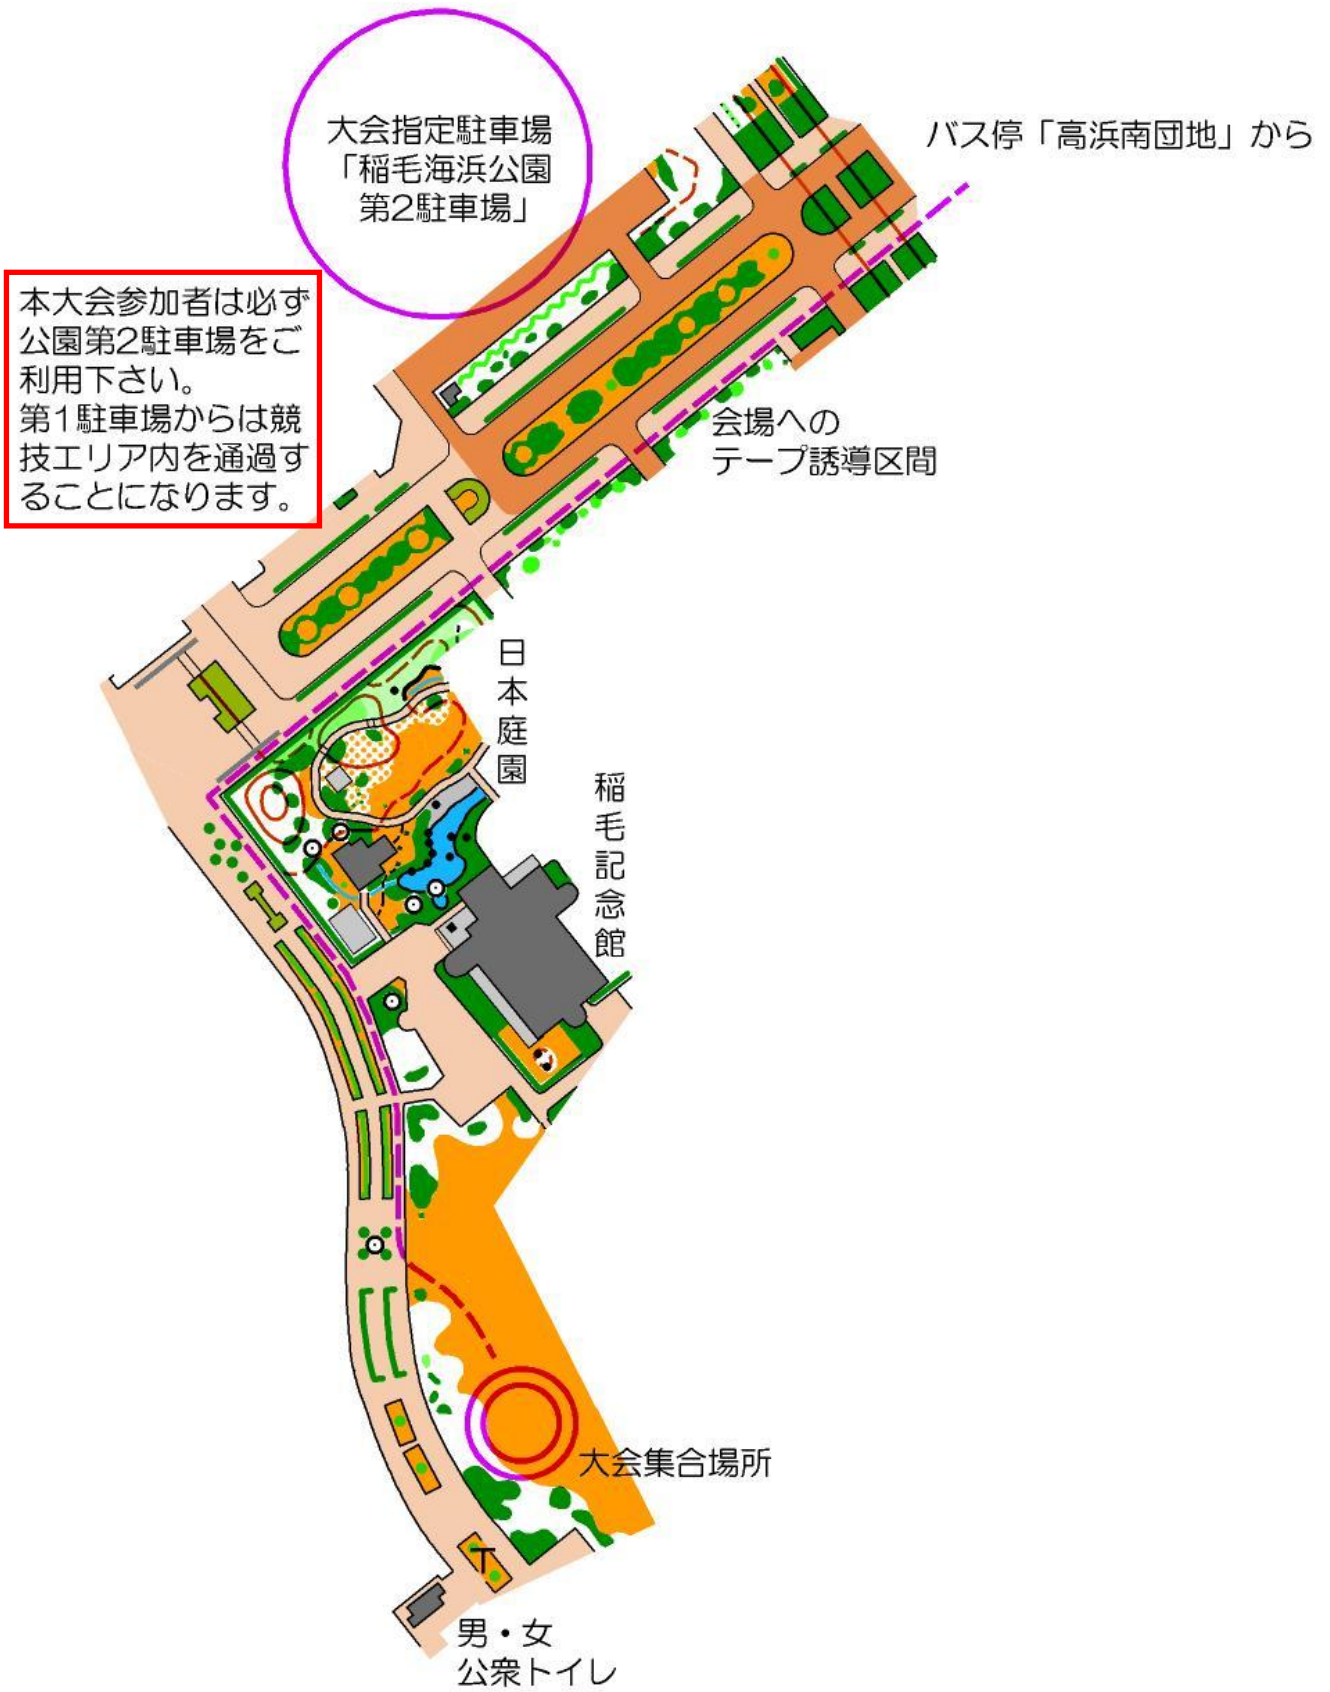 大会指定駐車場
「稲毛海浜公園
第2駐車場」
バス停「高浜南団地」から
本大会参加者は必ず
公園第2駐車場をご
利用下さい。
第1駐車場からは競
技エリア内を通過す
ることになります。
会場への
テープ誘導区間
日本庭園
稲毛記念館
大会集合場所
男・女
公衆トイレ